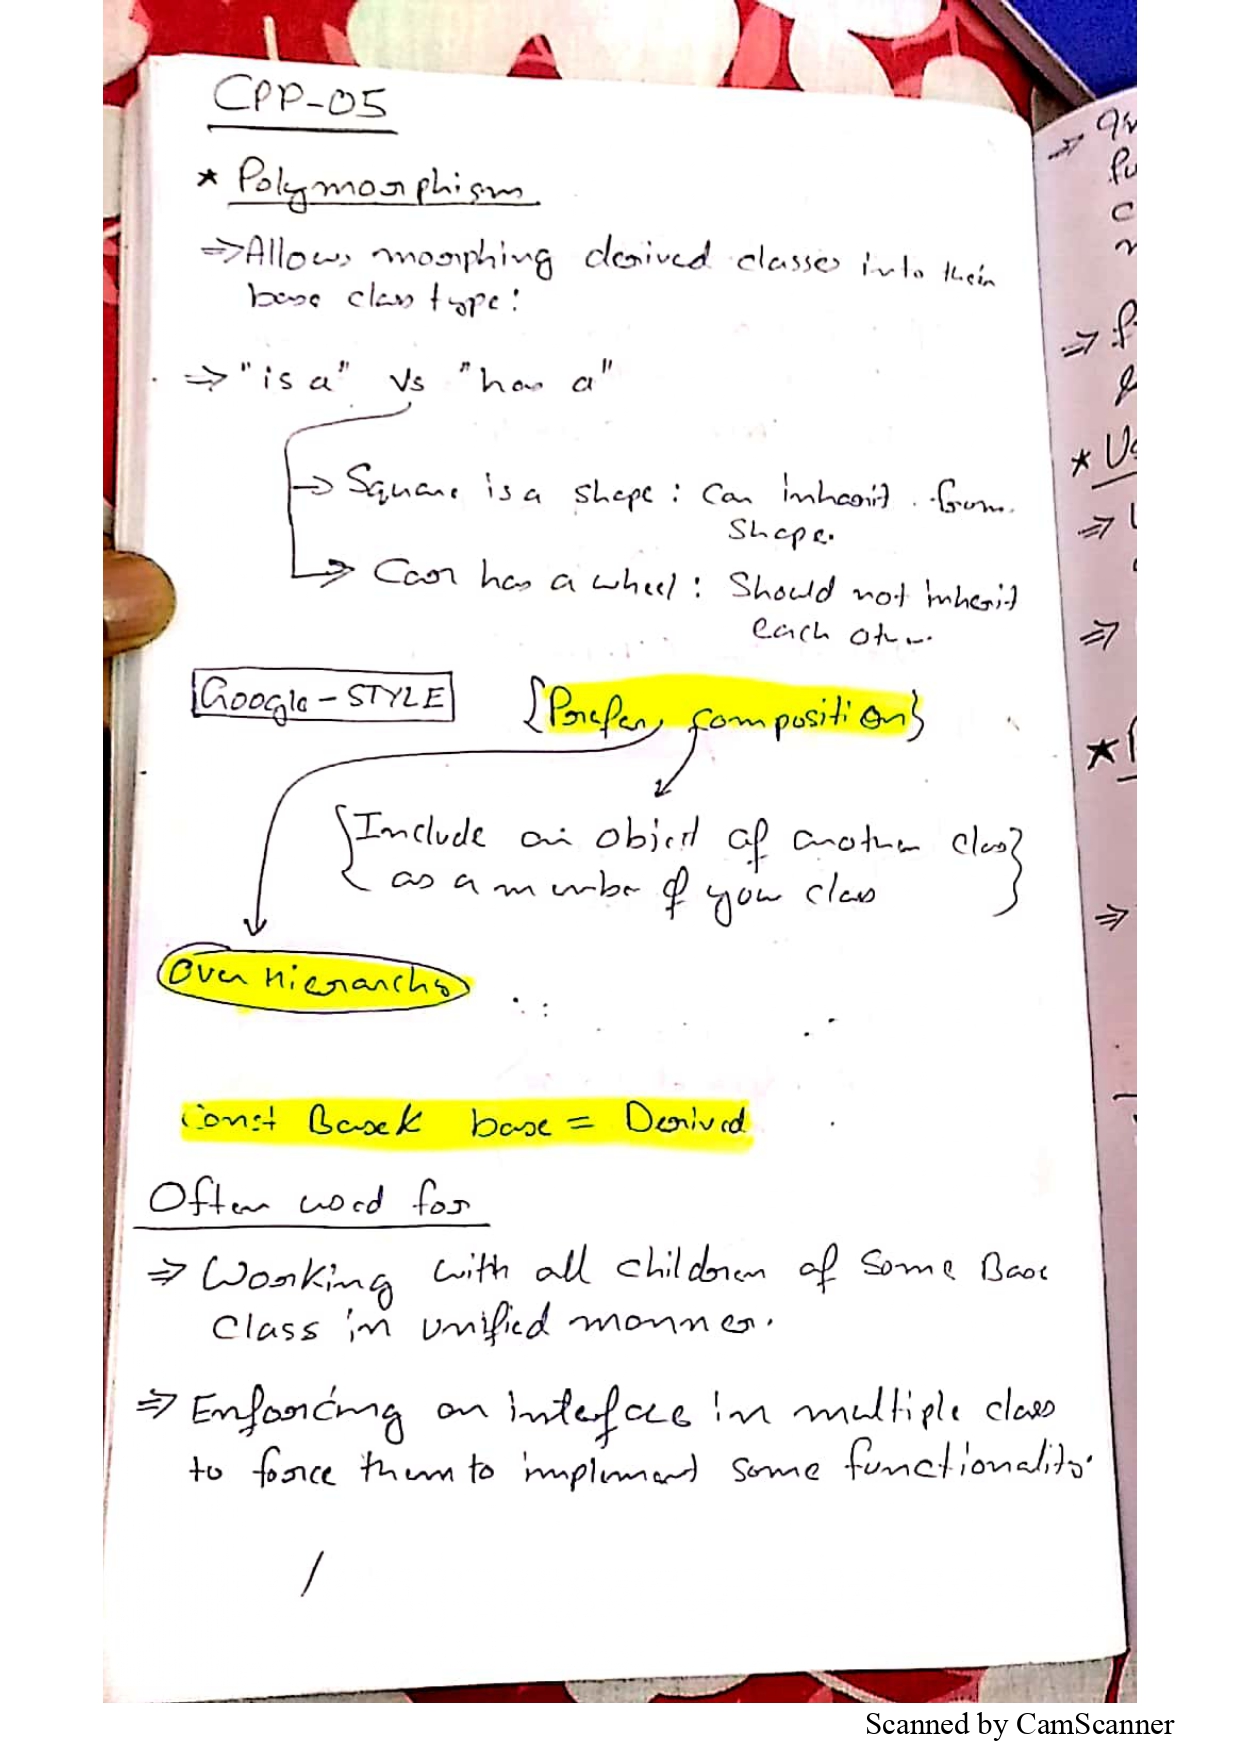 CPP-05
* Polymorphism
⇒ Allows morphing derived classes into their
base class type:
⇒ "is a" vs "has a"
→ Square is a shape : Can inherit from
Shape.
→ Car has a wheel : Should not inherit
each other.
Google-STYLE {Prefer composition}
{Include an object of another class}
as a member of your class
Over Hierarchy
const Base& base = Derived
Often used for
⇒ Working with all children of some Base
Class in unified manner.
⇒ Enforcing an interface in multiple class
to force them to implement some functionality.
Scanned by CamScanner